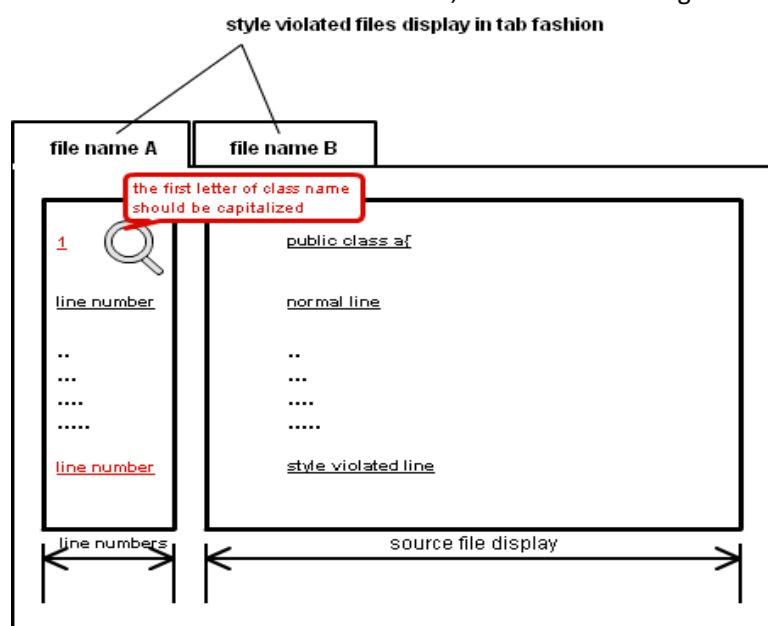 style violated files display in tab fashion
file name A
file name B
the first letter of class name
should be capitalized
1
public class a{
line number
normal line
..
..
...
...
....
....
.....
.....
line number
style violated line
line numbers
source file display